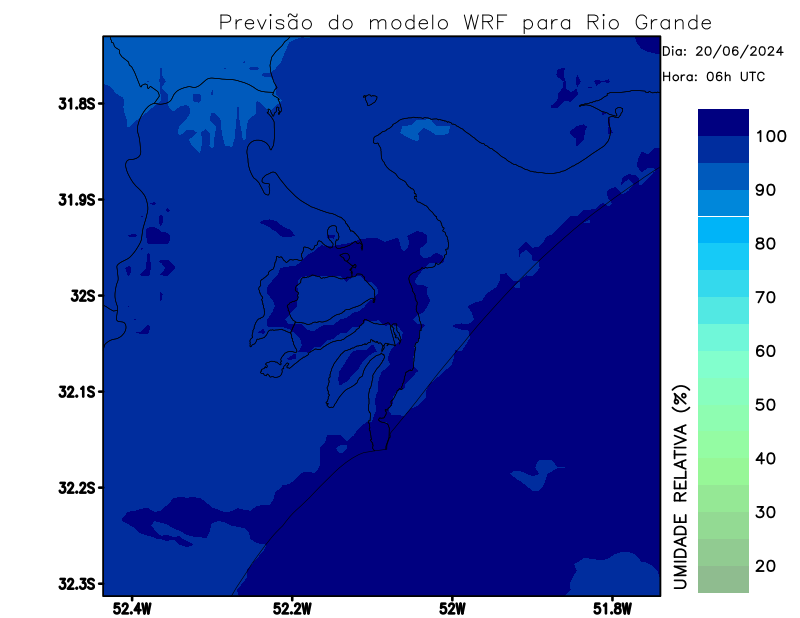 Previsão do modelo WRF para Rio Grande
Dia: 20/06/2024
Hora: 06h UTC
31.8S
31.9S
32S
32.1S
32.2S
32.3S
52.4W
52.2W
52W
51.8W
100
90
80
70
60
50
40
30
20
UMIDADE RELATIVA (%)